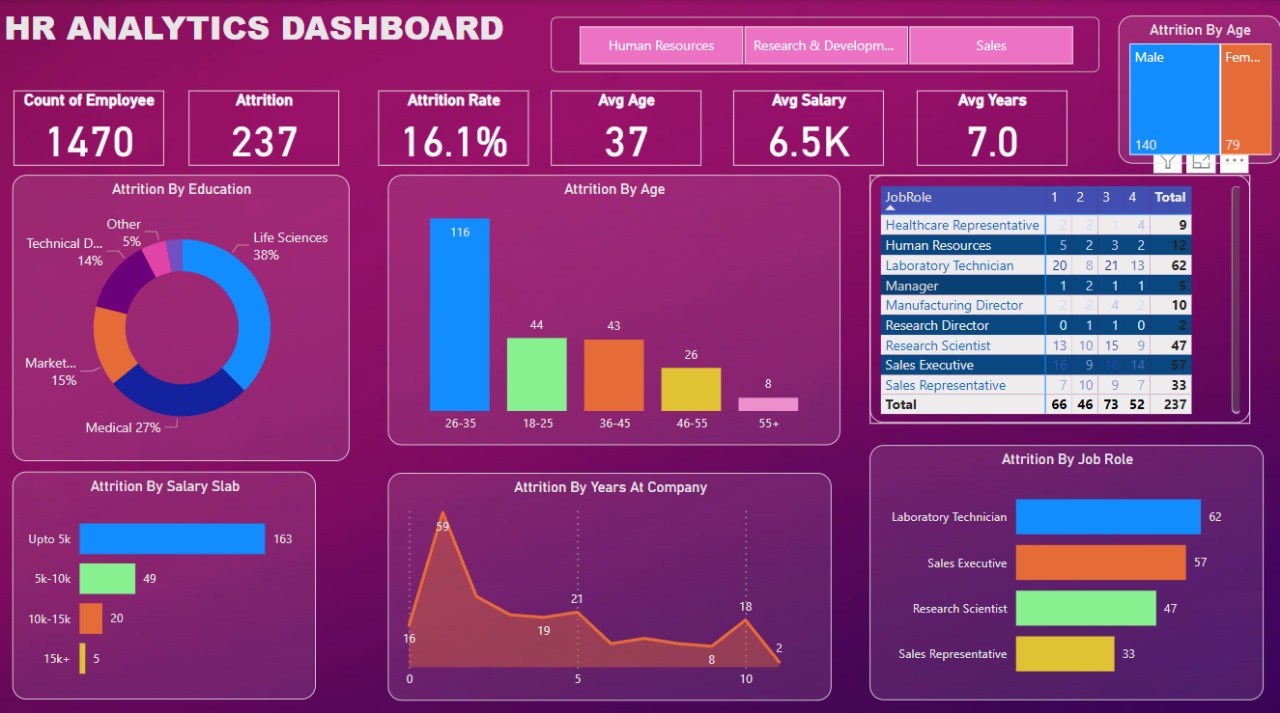 HR ANALYTICS DASHBOARD
Human Resources
Research & Developm...
Sales
Attrition By Age
Male
Fem...
140
79
Count of Employee
1470
Attrition
237
Attrition Rate
16.1%
Avg Age
37
Avg Salary
6.5K
Avg Years
7.0
Attrition By Education
Other
5%
Life Sciences
38%
Technical D...
14%
Market...
15%
Medical 27%
Attrition By Age
116
44
43
26
8
26-35
18-25
36-45
46-55
55+
JobRole 1 2 3 4 Total
Healthcare Representative 2 2 1 4 9
Human Resources 5 2 3 2 12
Laboratory Technician 20 8 21 13 62
Manager 1 2 1 1 5
Manufacturing Director 2 2 4 2 10
Research Director 0 1 1 0 2
Research Scientist 13 10 15 9 47
Sales Executive 16 9 14 57
Sales Representative 7 10 9 7 33
Total 66 46 73 52 237
Attrition By Salary Slab
Upto 5k 163
5k-10k 49
10k-15k 20
15k+ 5
Attrition By Years At Company
59
16
19
21
8
18
2
0 5 10
Attrition By Job Role
Laboratory Technician 62
Sales Executive 57
Research Scientist 47
Sales Representative 33